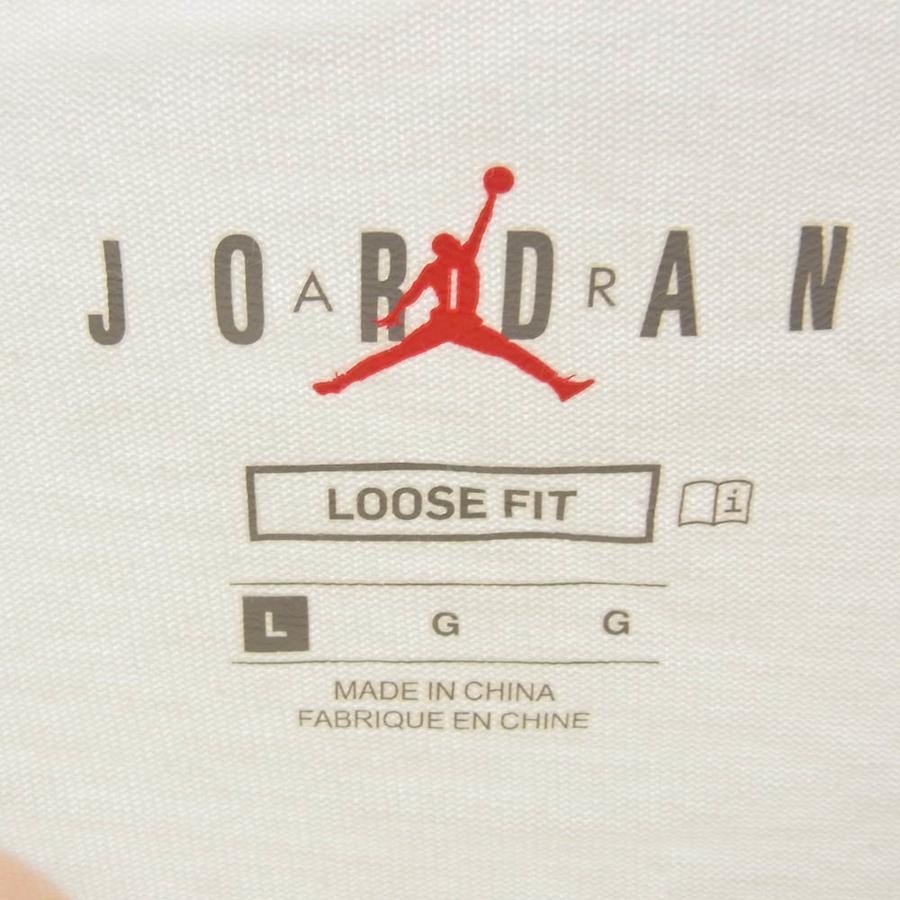 JORDAN
A R
LOOSE FIT i
L G G
MADE IN CHINA
FABRIQUE EN CHINE